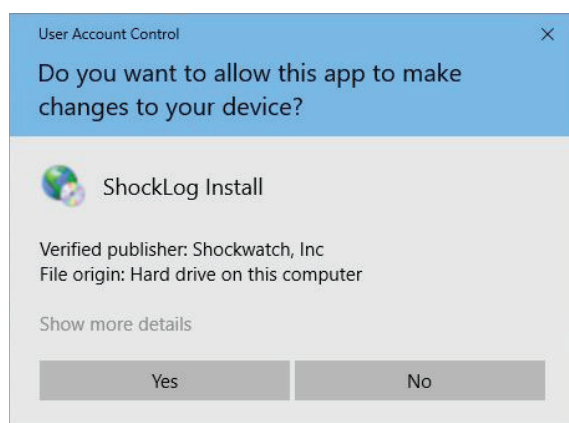 User Account Control
Do you want to allow this app to make
changes to your device?
ShockLog Install
Verified publisher: Shockwatch, Inc
File origin: Hard drive on this computer
Show more details
Yes
No